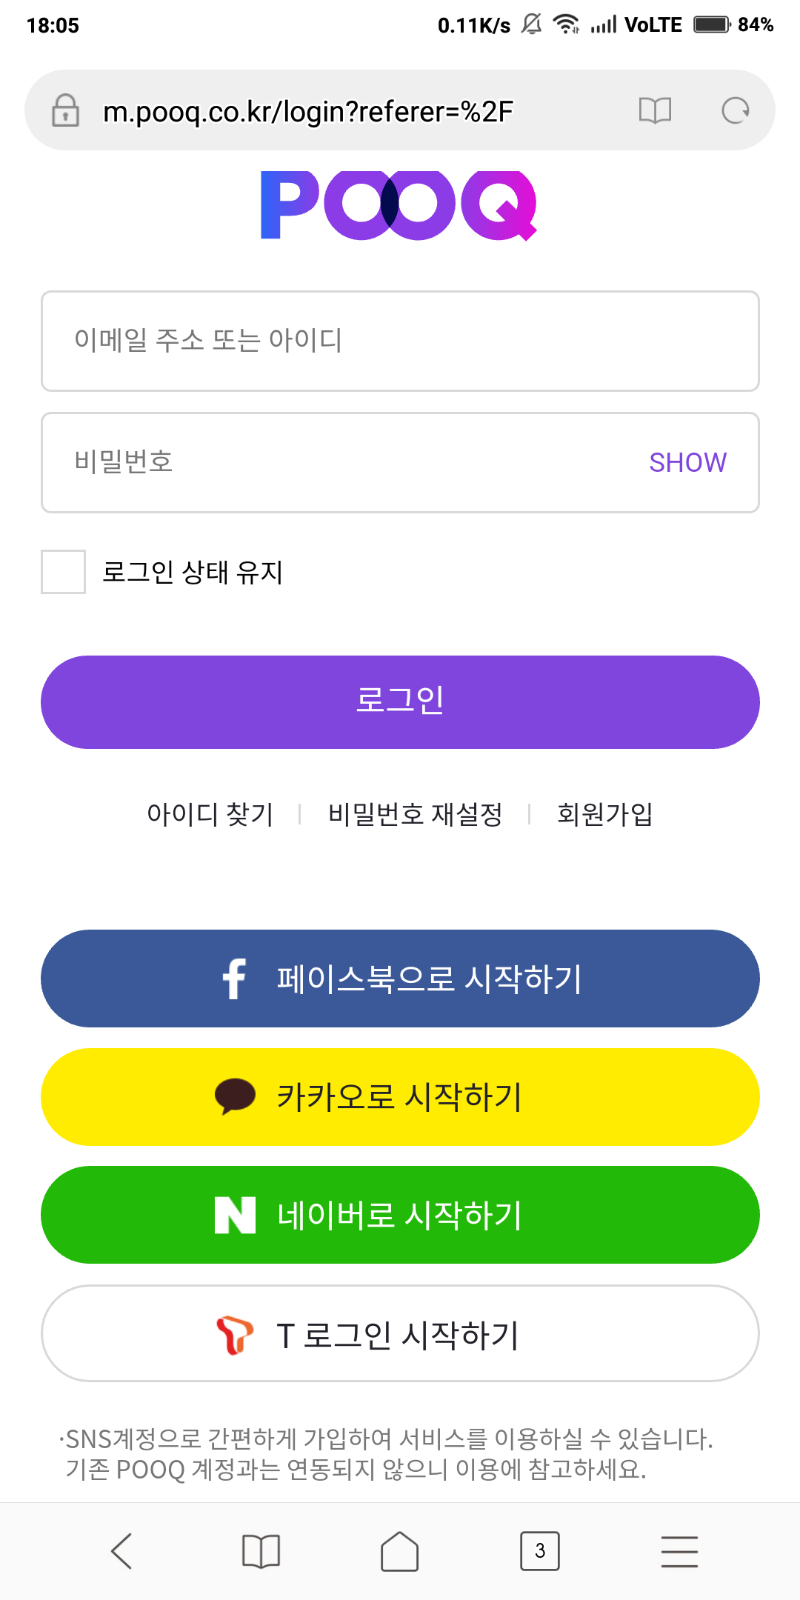 18:05 0.11K/s VoLTE 84%
m.pooq.co.kr/login?referer=%2F
POOQ
이메일 주소 또는 아이디
비밀번호 SHOW
로그인 상태 유지
로그인
아이디 찾기 | 비밀번호 재설정 | 회원가입
f 페이스북으로 시작하기
카카오로 시작하기
N 네이버로 시작하기
T 로그인 시작하기
·SNS계정으로 간편하게 가입하여 서비스를 이용하실 수 있습니다.
기존 POOQ 계정과는 연동되지 않으니 이용에 참고하세요.
3